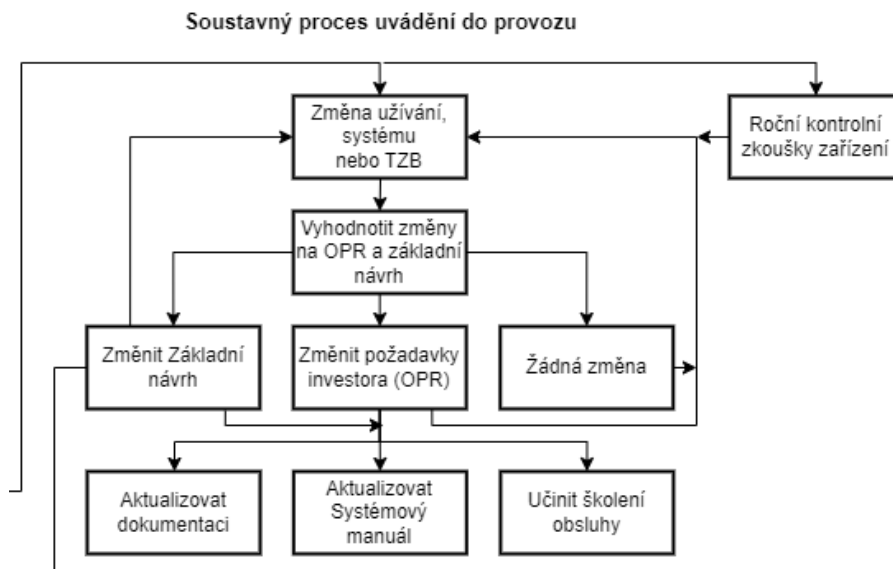 Soustavný proces uvádění do provozu
Změna užívání,
systému
nebo TZB
Roční kontrolní
zkoušky zařízení
Vyhodnotit změny
na OPR a základní
návrh
Změnit Základní
návrh
Změnit požadavky
investora (OPR)
Žádná změna
Aktualizovat
dokumentaci
Aktualizovat
Systémový
manuál
Učinit školení
obsluhy